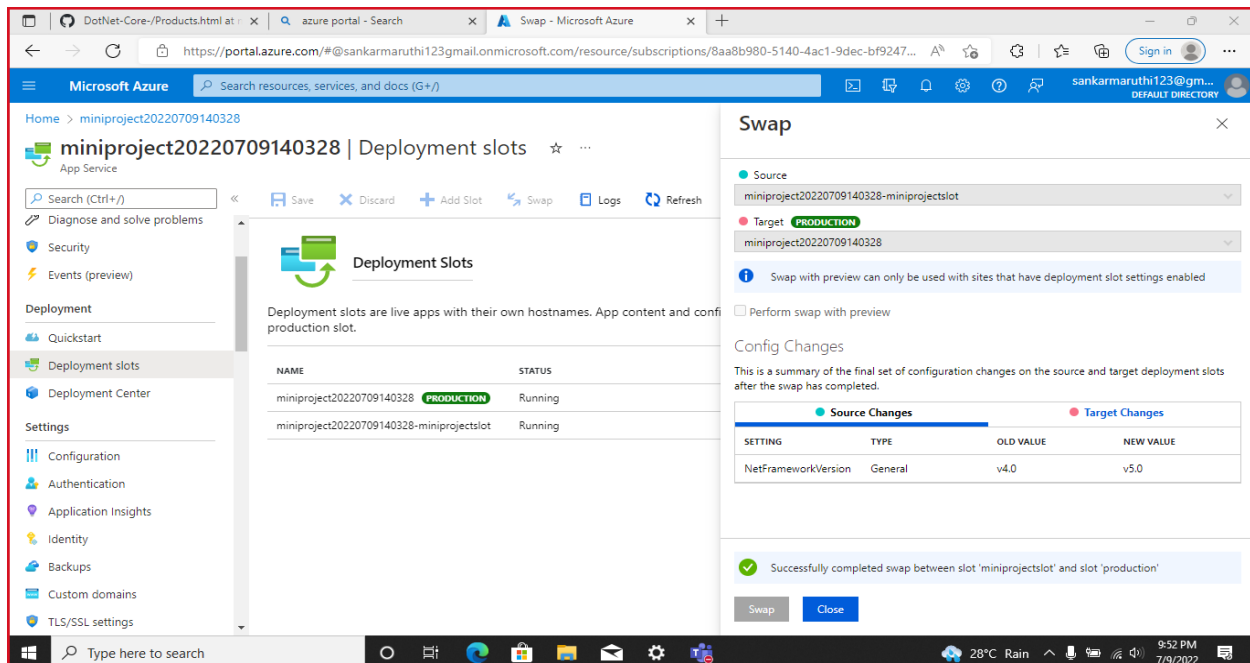 DotNet-Core-/Products.html at r
azure portal - Search
Swap - Microsoft Azure
https://portal.azure.com/#@sankarmaruthi123gmail.onmicrosoft.com/resource/subscriptions/8aa8b980-5140-4ac1-9dec-bf9247...
Sign in
Microsoft Azure
Search resources, services, and docs (G+/)
sankarmaruthi123@gm...
DEFAULT DIRECTORY
Home > miniproject20220709140328
miniproject20220709140328 | Deployment slots
App Service
Search (Ctrl+/)
Diagnose and solve problems
Security
Events (preview)
Deployment
Quickstart
Deployment slots
Deployment Center
Settings
Configuration
Authentication
Application Insights
Identity
Backups
Custom domains
TLS/SSL settings
Save Discard Add Slot Swap Logs Refresh
Deployment Slots
Deployment slots are live apps with their own hostnames. App content and confi
production slot.
NAME STATUS
miniproject20220709140328 PRODUCTION Running
miniproject20220709140328-miniprojectslot Running
Swap
Source
miniproject20220709140328-miniprojectslot
Target PRODUCTION
miniproject20220709140328
Swap with preview can only be used with sites that have deployment slot settings enabled
Perform swap with preview
Config Changes
This is a summary of the final set of configuration changes on the source and target deployment slots
after the swap has completed.
Source Changes Target Changes
SETTING TYPE OLD VALUE NEW VALUE
NetFrameworkVersion General v4.0 v5.0
Successfully completed swap between slot 'miniprojectslot' and slot 'production'
Swap Close
Type here to search
28°C Rain
9:52 PM
7/9/2022